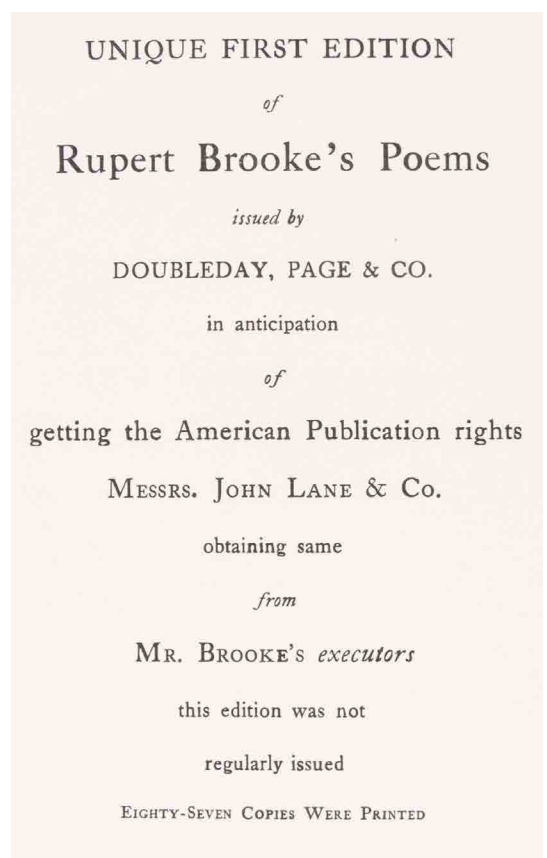 UNIQUE FIRST EDITION
of
Rupert Brooke's Poems
issued by
DOUBLEDAY, PAGE & CO.
in anticipation
of
getting the American Publication rights
MESSRS. JOHN LANE & CO.
obtaining same
from
MR. BROOKE'S executors
this edition was not
regularly issued
EIGHTY-SEVEN COPIES WERE PRINTED